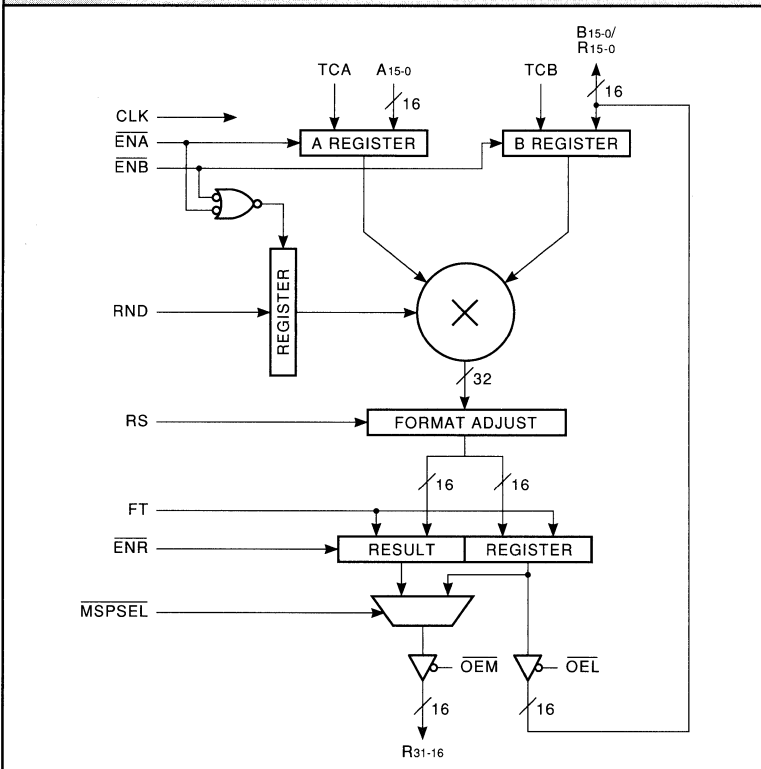 B15-0/
R15-0
TCA
A15-0
TCB
16
16
CLK
ENA
A REGISTER
B REGISTER
ENB
REGISTER
RND
32
RS
FORMAT ADJUST
16
16
FT
ENR
RESULT
REGISTER
MSPSEL
OEM
OEL
16
16
R31-16